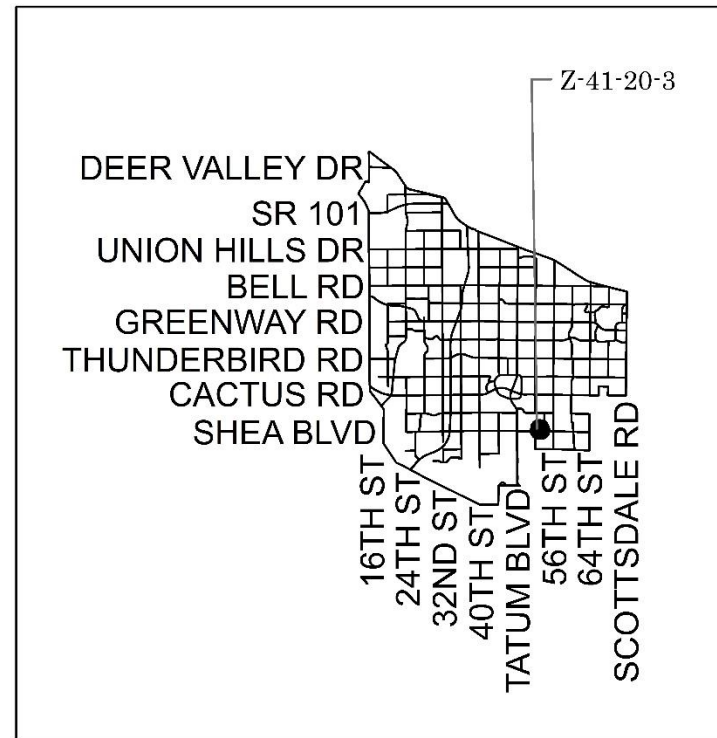 Z-41-20-3
DEER VALLEY DR
SR 101
UNION HILLS DR
BELL RD
GREENWAY RD
THUNDERBIRD RD
CACTUS RD
SHEA BLVD
16TH ST
24TH ST
32ND ST
40TH ST
TATUM BLVD
56TH ST
64TH ST
SCOTTSDALE RD